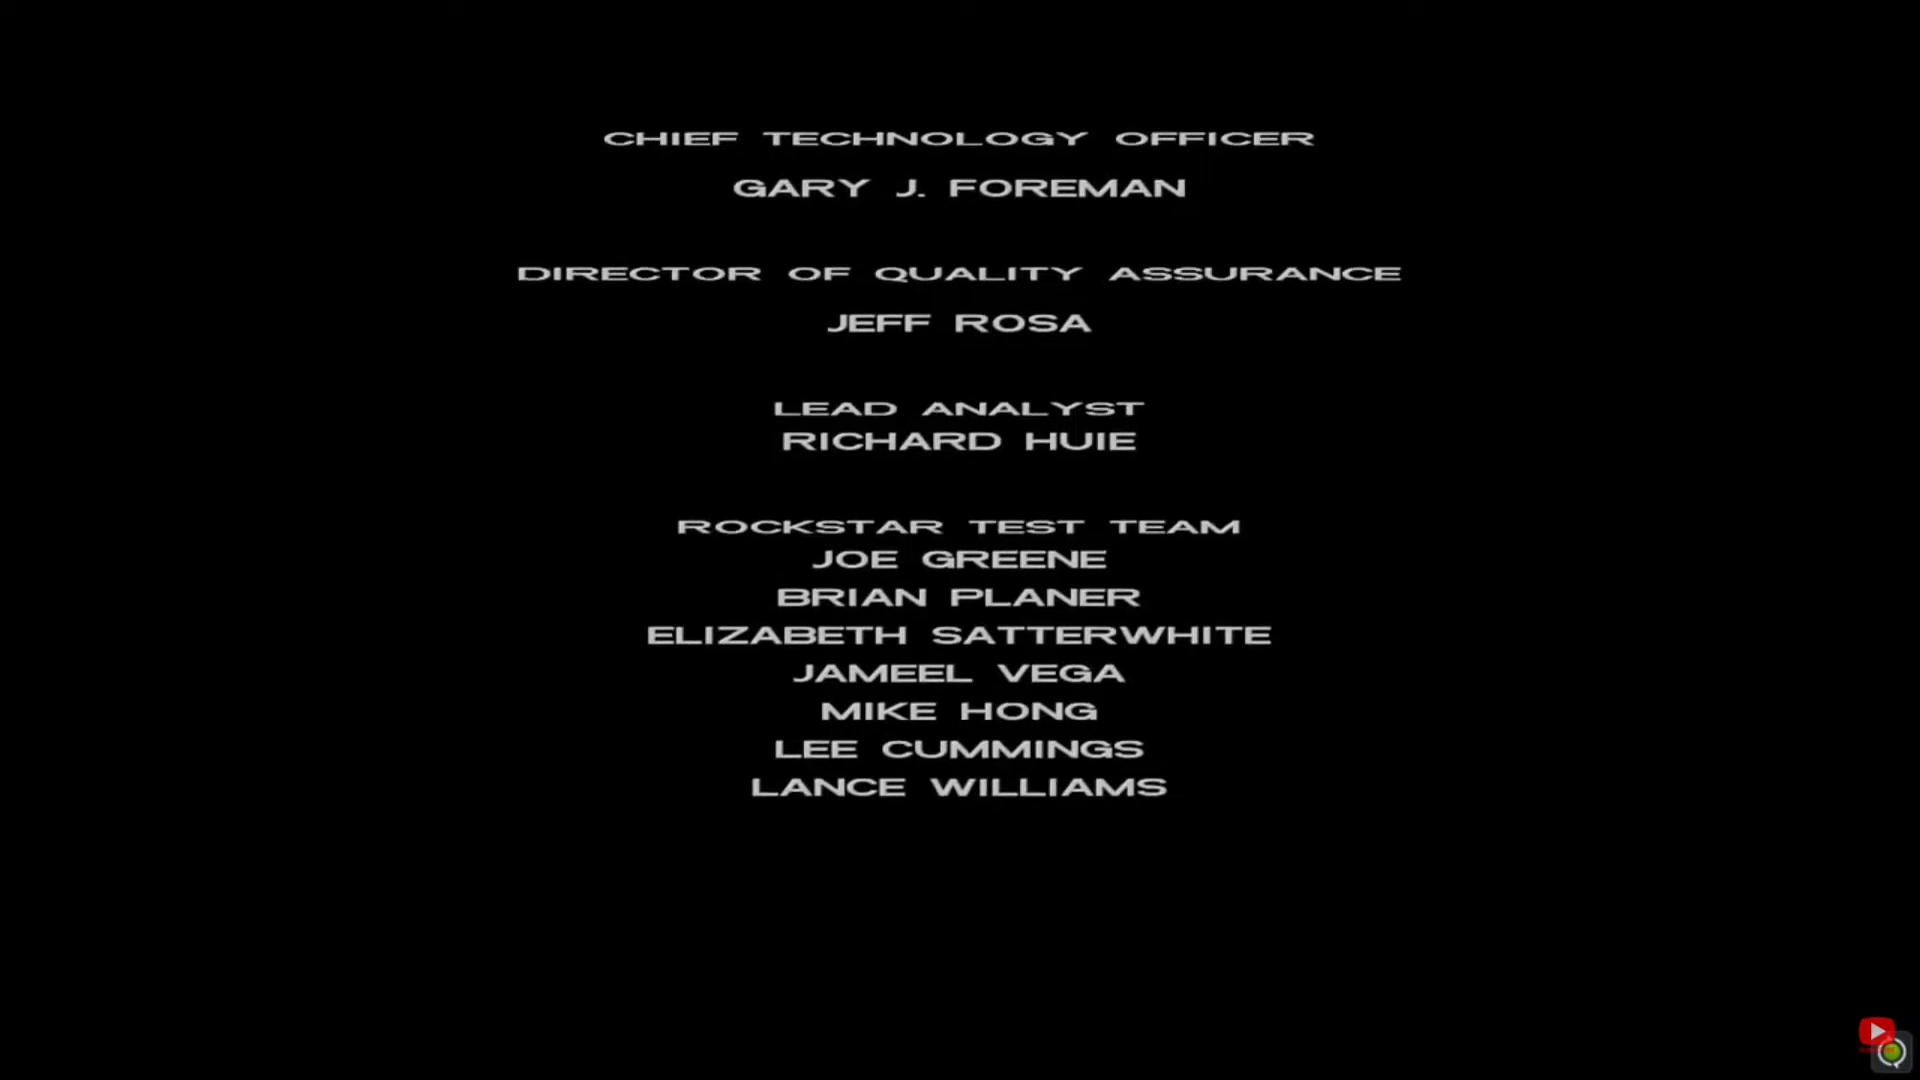 CHIEF TECHNOLOGY OFFICER
GARY J. FOREMAN
DIRECTOR OF QUALITY ASSURANCE
JEFF ROSA
LEAD ANALYST
RICHARD HUIE
ROCKSTAR TEST TEAM
JOE GREENE
BRIAN PLANER
ELIZABETH SATTERWHITE
JAMEEL VEGA
MIKE HONG
LEE CUMMINGS
LANCE WILLIAMS